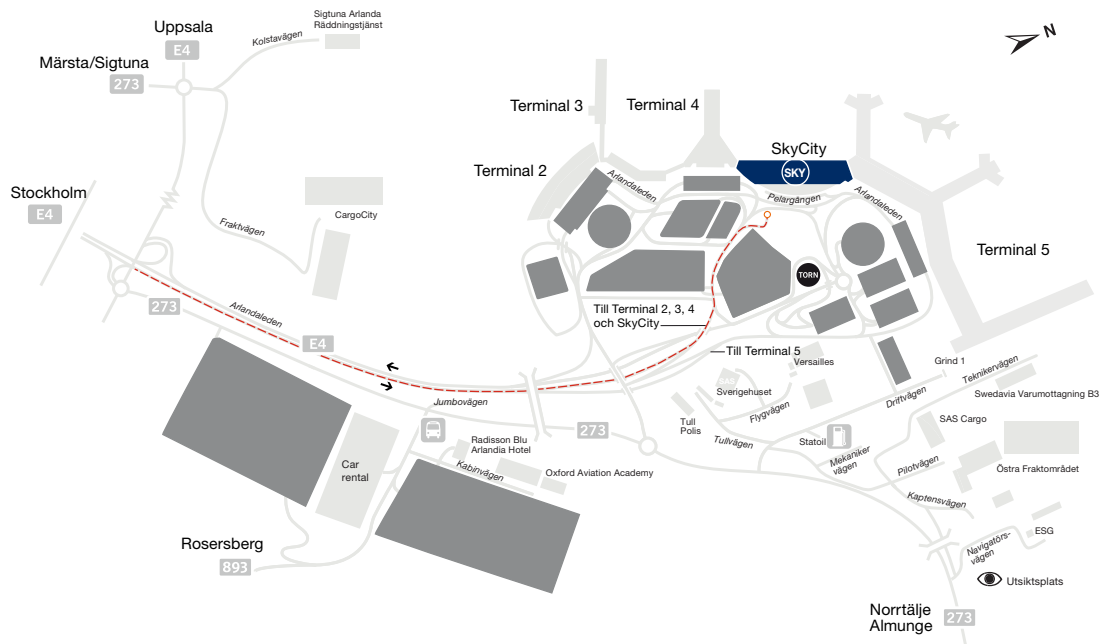 Sigtuna Arlanda
Räddningstjänst
Uppsala
E4
Kolstavägen
N
Märsta/Sigtuna
273
Terminal 3
Terminal 4
SkyCity
SKY
Terminal 2
Arlandaleden
Pelargången
Arlandaleden
Stockholm
E4
CargoCity
Fraktvägen
Terminal 5
TORN
273
Arlandaleden
Till Terminal 2, 3, 4
och SkyCity
E4
Till Terminal 5
Versailles
Grind 1
Teknikervägen
Sverigehuset
Swedavia Varumottagning B3
Driftvägen
Jumbovägen
Flygvägen
Tull
Polis
SAS Cargo
273
Tullvägen
Statoil
Radisson Blu
Arlandia Hotel
Mekaniker
vägen
Car
rental
Kabinvägen
Oxford Aviation Academy
Pilotvägen
Östra Fraktområdet
Kaptensvägen
Rosersberg
893
ESG
Navigatörs-
vägen
Utsiktsplats
Norrtälje
Almunge
273